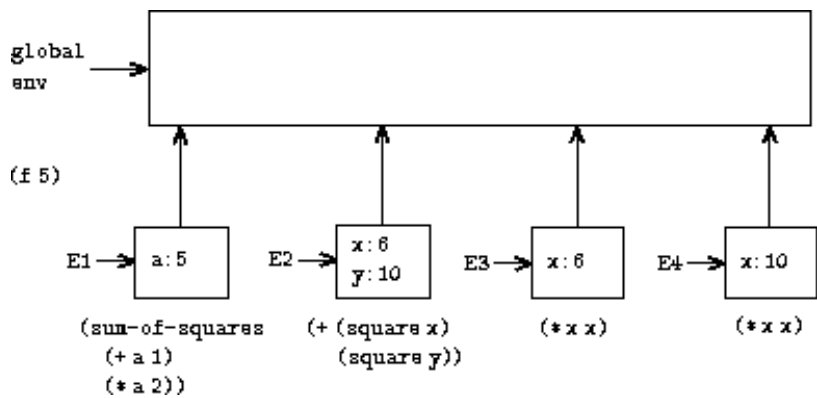 global
env
(f 5)
E1
a:5
E2
x:6
y:10
E3
x:6
E4
x:10
(sum-of-squares
(+ a 1)
(* a 2))
(+ (square x)
(square y))
(* x x)
(* x x)